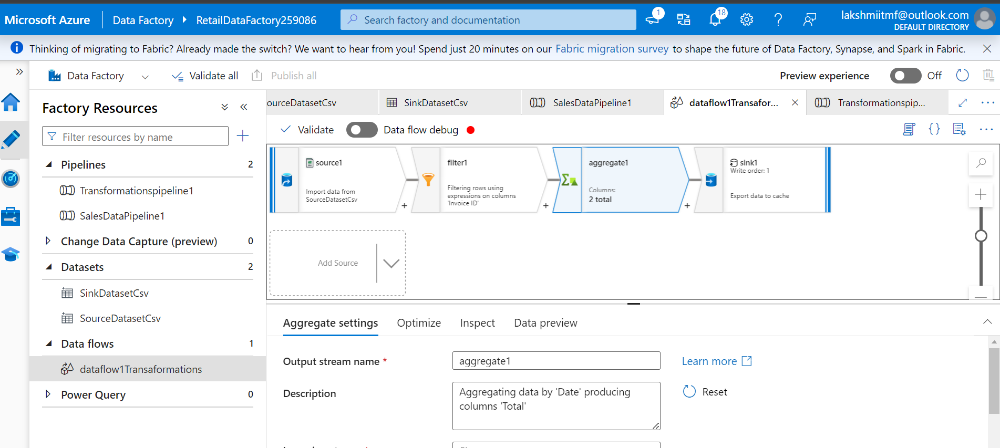 Microsoft Azure
Data Factory
RetailDataFactory259086
Search factory and documentation
1
18
lakshmiitmf@outlook.com
DEFAULT DIRECTORY
Thinking of migrating to Fabric? Already made the switch? We want to hear from you! Spend just 20 minutes on our Fabric migration survey to shape the future of Data Factory, Synapse, and Spark in Fabric.
Data Factory
Validate all
Publish all
Preview experience
Off
Factory Resources
Filter resources by name
Pipelines 2
Transformationspipeline1
SalesDataPipeline1
Change Data Capture (preview) 0
Datasets 2
SinkDatasetCsv
SourceDatasetCsv
Data flows 1
dataflow1Transaformations
Power Query 0
ourceDatasetCsv
SinkDatasetCsv
SalesDataPipeline1
dataflow1Transafor...
Transformationspip...
Validate
Data flow debug
source1
Import data from
SourceDatasetCsv
filter1
Filtering rows using
expressions on columns
'Invoice ID'
aggregate1
Columns:
2 total
sink1
Write order: 1
Export data to cache
Add Source
Aggregate settings
Optimize
Inspect
Data preview
Output stream name *
aggregate1
Learn more
Description
Aggregating data by 'Date' producing
columns 'Total'
Reset